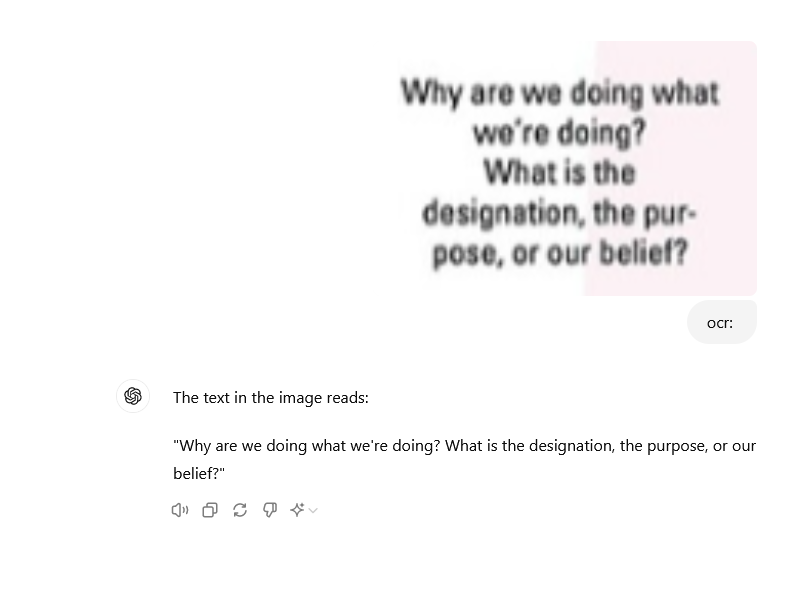 Why are we doing what
we're doing?
What is the
designation, the pur-
pose, or our belief?
ocr:
The text in the image reads:
"Why are we doing what we're doing? What is the designation, the purpose, or our
belief?"